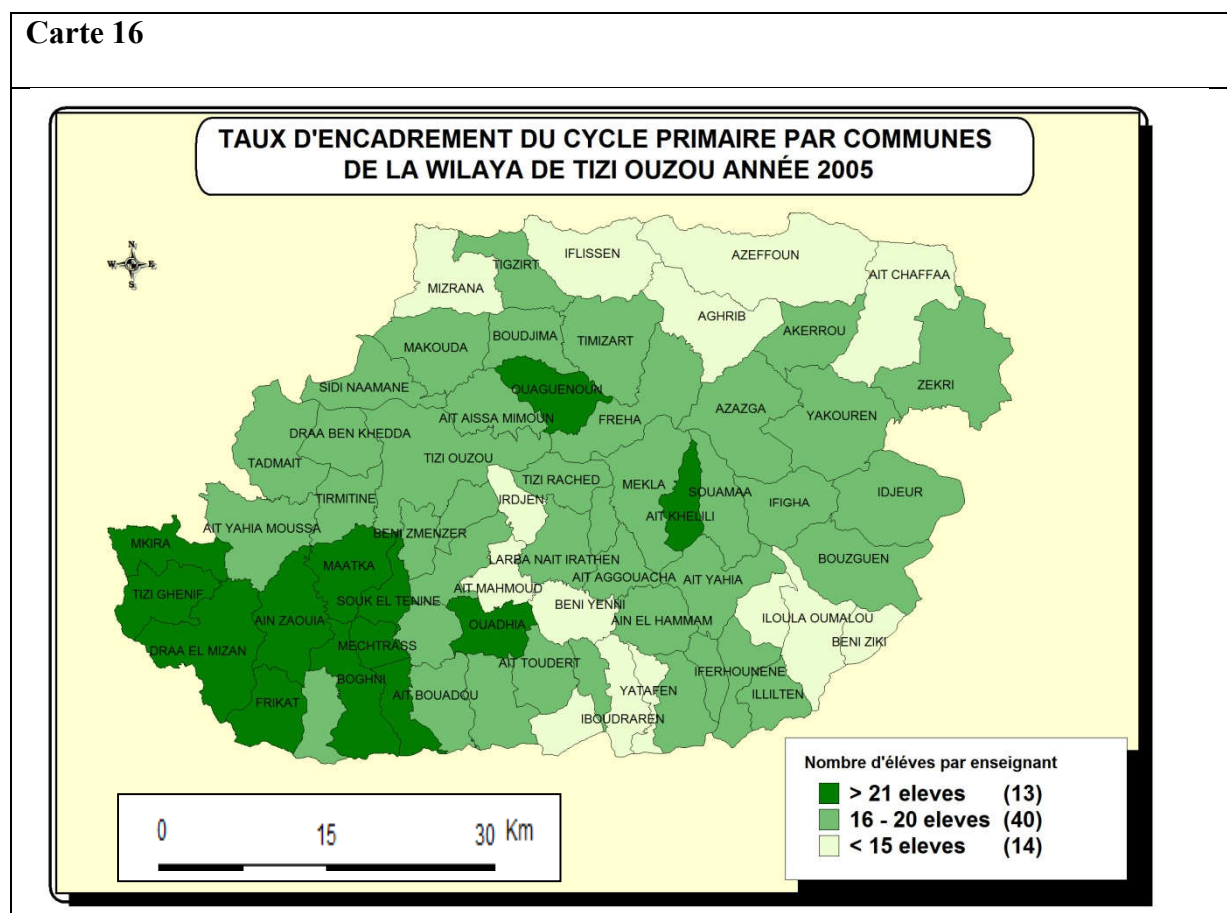 Carte 16
TAUX D'ENCADREMENT DU CYCLE PRIMAIRE PAR COMMUNES
DE LA WILAYA DE TIZI OUZOU ANNÉE 2005
N
W E
S
IFLISSEN
AZEFFOUN
TIGZIRT
AIT CHAFFAA
MIZRANA
AGHRIB
AKERROU
BOUDJIMA
TIMIZART
MAKOUDA
ZEKRI
SIDI NAAMANE
OUAGUENOUN
AZAZGA
YAKOUREN
AIT AISSA MIMOUN
FREHA
DRAA BEN KHEDDA
TIZI OUZOU
TADMAIT
TIZI RACHED
MEKLA
SOUAMAA
IFIGHA
IDJEUR
TIRMITINE
IRDJEN
AIT KHELILI
AIT YAHIA MOUSSA
BENI ZMENZER
MKIRA
LARBA NAIT IRATHEN
BOUZGUEN
MAATKA
AIT AGGOUACHA
AIT YAHIA
AIT MAHMOUD
TIZI GHENIF
SOUK EL TENINE
BENI YENNI
AIN ZAOUIA
OUADHIA
AIN EL HAMMAM
ILOULA OUMALOU
BENI ZIKI
DRAA EL MIZAN
MECHTRASS
AIT TOUDERT
IFERHOUNENE
BOGHNI
AIT BOUADOU
YATAFEN
ILLILTEN
FRIKAT
IBOUDRAREN
Nombre d'éléves par enseignant
> 21 eleves (13)
16 - 20 eleves (40)
< 15 eleves (14)
0 15 30 Km